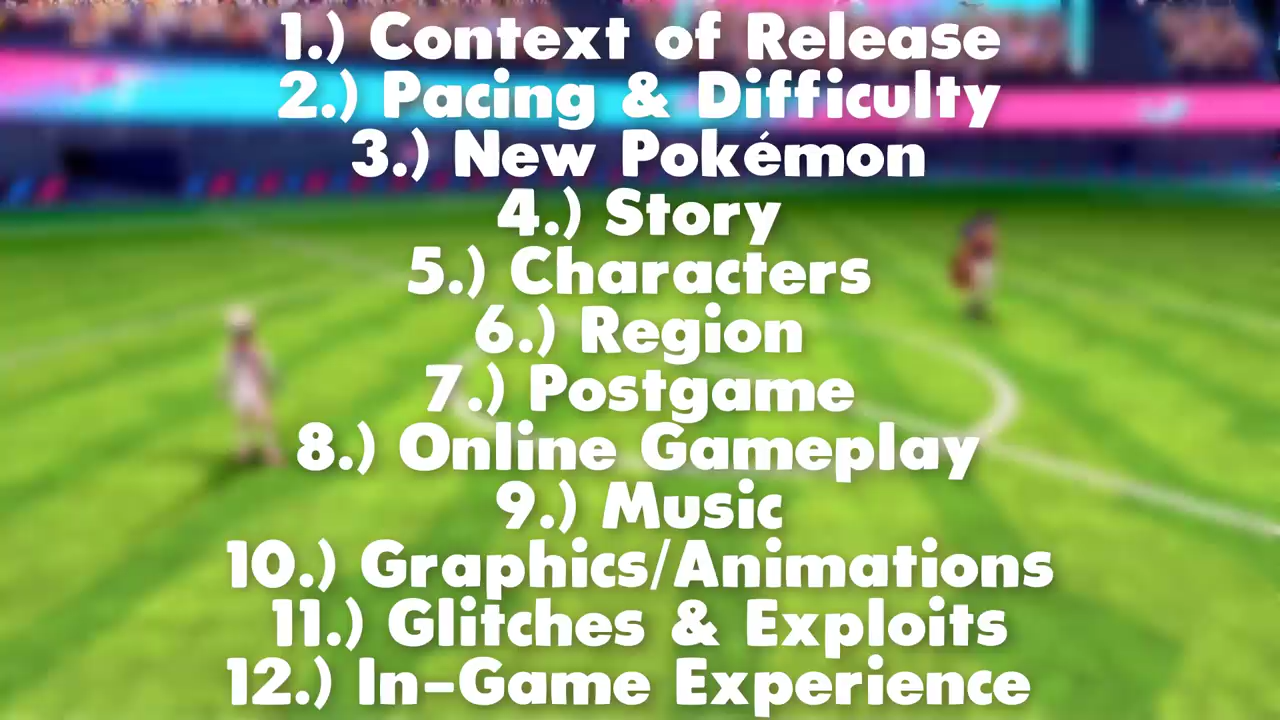 1.) Context of Release
2.) Pacing & Difficulty
3.) New Pokémon
4.) Story
5.) Characters
6.) Region
7.) Postgame
8.) Online Gameplay
9.) Music
10.) Graphics/Animations
11.) Glitches & Exploits
12.) In-Game Experience